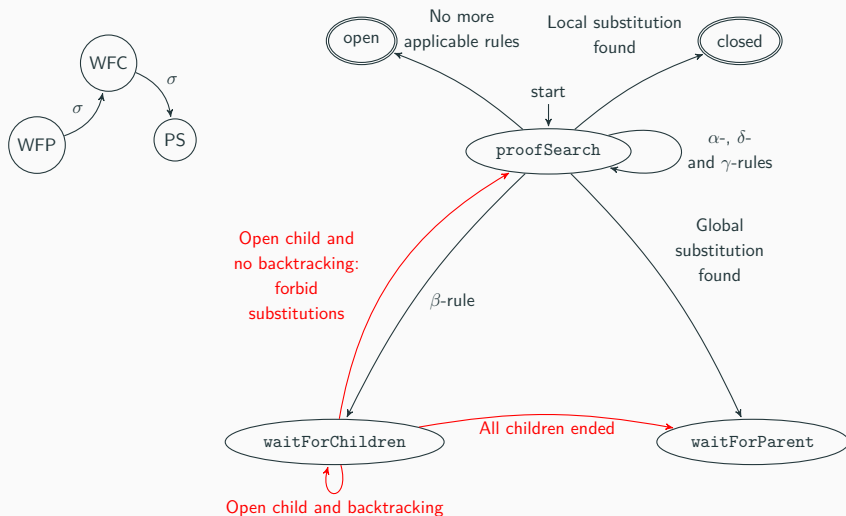 WFC
σ
σ
WFP
PS
open
No more
applicable rules
Local substitution
found
closed
start
proofSearch
α-, δ-
and γ-rules
Open child and
no backtracking:
forbid
substitutions
Global
substitution
found
β-rule
waitForChildren
All children ended
waitForParent
Open child and backtracking